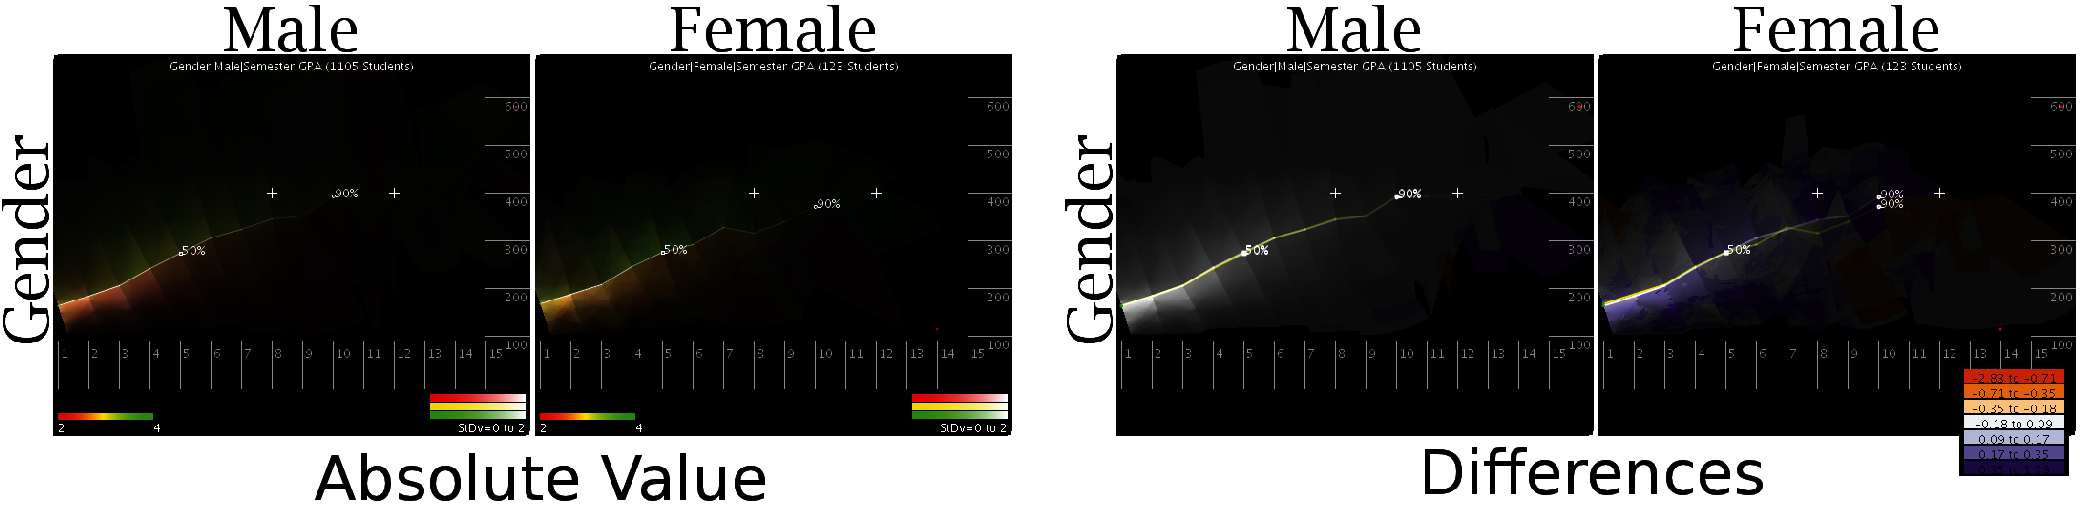 Male Female Male Female
Gender
Gender Male|Semester GPA (1105 Students)
600
500
400
300
200
100
90%
50%
1 2 3 4 5 6 7 8 9 10 11 12 13 14 15
2 4
StDv=0 to 2
Gender|Female|Semester GPA (123 Students)
600
500
400
300
200
100
90%
50%
1 2 3 4 5 6 7 8 9 10 11 12 13 14 15
2 4
StDv=0 to 2
Absolute Value
Gender
Gender|Male|Semester GPA (1105 Students)
600
500
400
300
200
100
90%
50%
1 2 3 4 5 6 7 8 9 10 11 12 13 14 15
Gender|Female|Semester GPA (123 Students)
600
500
400
300
200
100
90%
90%
50%
1 2 3 4 5 6 7 8 9 10 11 12 13 14 15
-2.83 to -0.71
-0.71 to -0.35
-0.35 to -0.18
-0.18 to 0.09
0.09 to 0.17
0.17 to 0.35
Differences